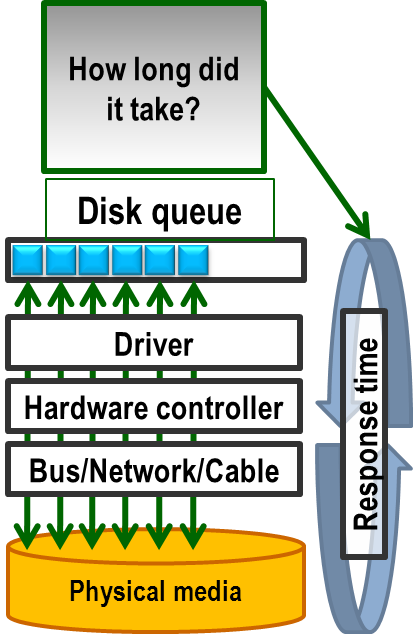 How long did
it take?
Disk queue
Driver
Hardware controller
Bus/Network/Cable
Physical media
Response time